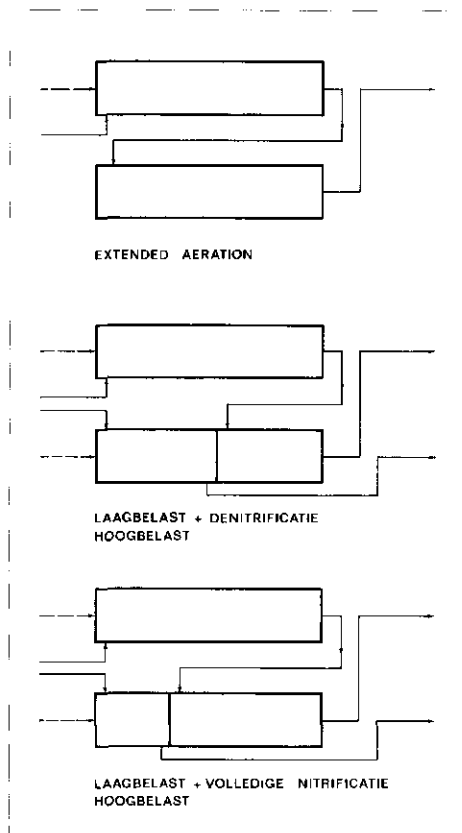 EXTENDED AERATION
LAAGBELAST + DENITRIFICATIE
HOOGBELAST
LAAGBELAST + VOLLEDIGE NITRIFICATIE
HOOGBELAST